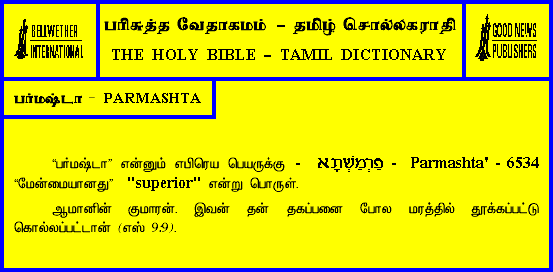 BELLWETHER
INTERNATIONAL
பரிசுத்த வேதாகமம் – தமிழ் சொல்லகராதி
THE HOLY BIBLE – TAMIL DICTIONARY
GOOD NEWS
PUBLISHERS
பர்மஷ்டா - PARMASHTA
“பர்மஷ்டா” என்னும் எபிரெய பெயருக்கு - פַּרְמַשְׁתָּא - Parmashta' - 6534
“மேன்மையானது” "superior" என்று பொருள்.
ஆமானின் குமாரன். இவன் தன் தகப்பனை போல மரத்தில் தூக்கப்பட்டு
கொல்லப்பட்டான் (எஸ் 9:9).